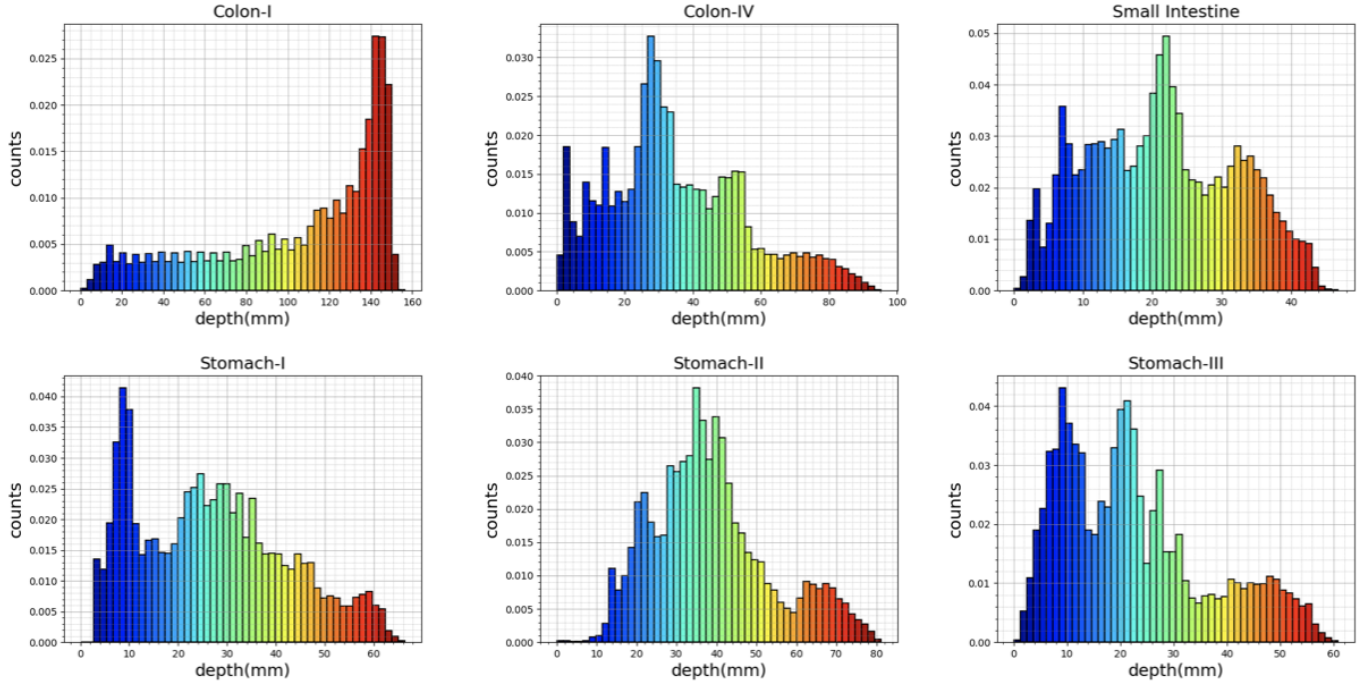 Colon-I
counts
0.025
0.020
0.015
0.010
0.005
0.000
0 20 40 60 80 100 120 140 160
depth(mm)
Colon-IV
counts
0.030
0.025
0.020
0.015
0.010
0.005
0.000
0 20 40 60 80 100
depth(mm)
Small Intestine
counts
0.05
0.04
0.03
0.02
0.01
0.00
0 10 20 30 40
depth(mm)
Stomach-I
counts
0.040
0.035
0.030
0.025
0.020
0.015
0.010
0.005
0.000
0 10 20 30 40 50 60
depth(mm)
Stomach-II
counts
0.040
0.035
0.030
0.025
0.020
0.015
0.010
0.005
0.000
0 10 20 30 40 50 60 70 80
depth(mm)
Stomach-III
counts
0.04
0.03
0.02
0.01
0.00
0 10 20 30 40 50 60
depth(mm)